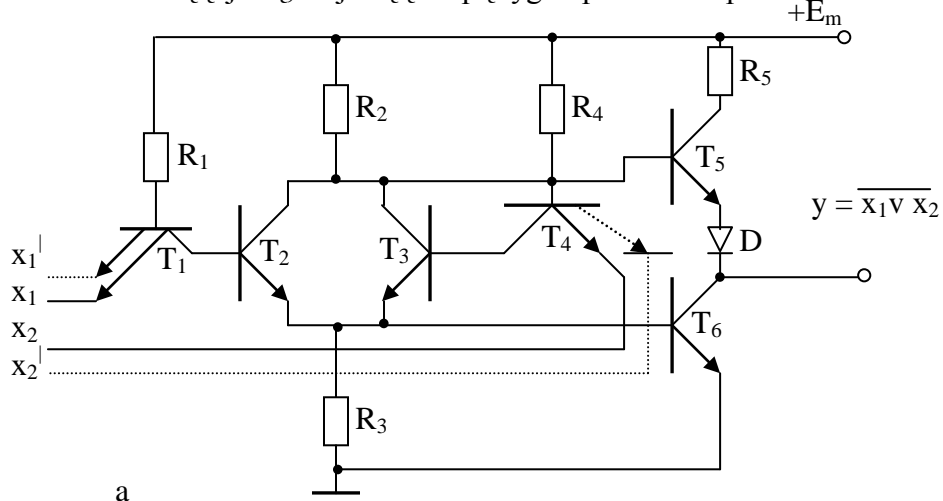 +Eₘ
R₅
R₂
R₄
R₁
T₅
y = x₁v x₂
x₁|
T₁
T₂
T₃
T₄
D
x₁
x₂
T₆
x₂|
R₃
a